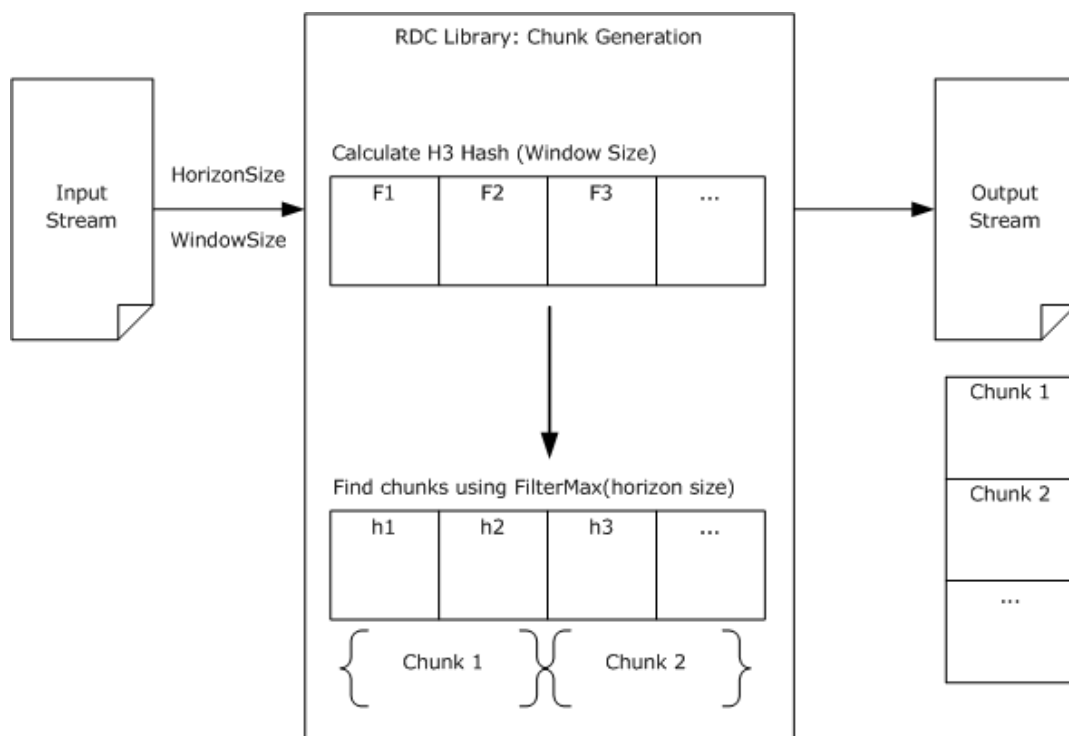 RDC Library: Chunk Generation
Input
Stream
HorizonSize
WindowSize
Calculate H3 Hash (Window Size)
F1 F2 F3 ...
Find chunks using FilterMax(horizon size)
h1 h2 h3 ...
Chunk 1 Chunk 2
Output
Stream
Chunk 1
Chunk 2
...